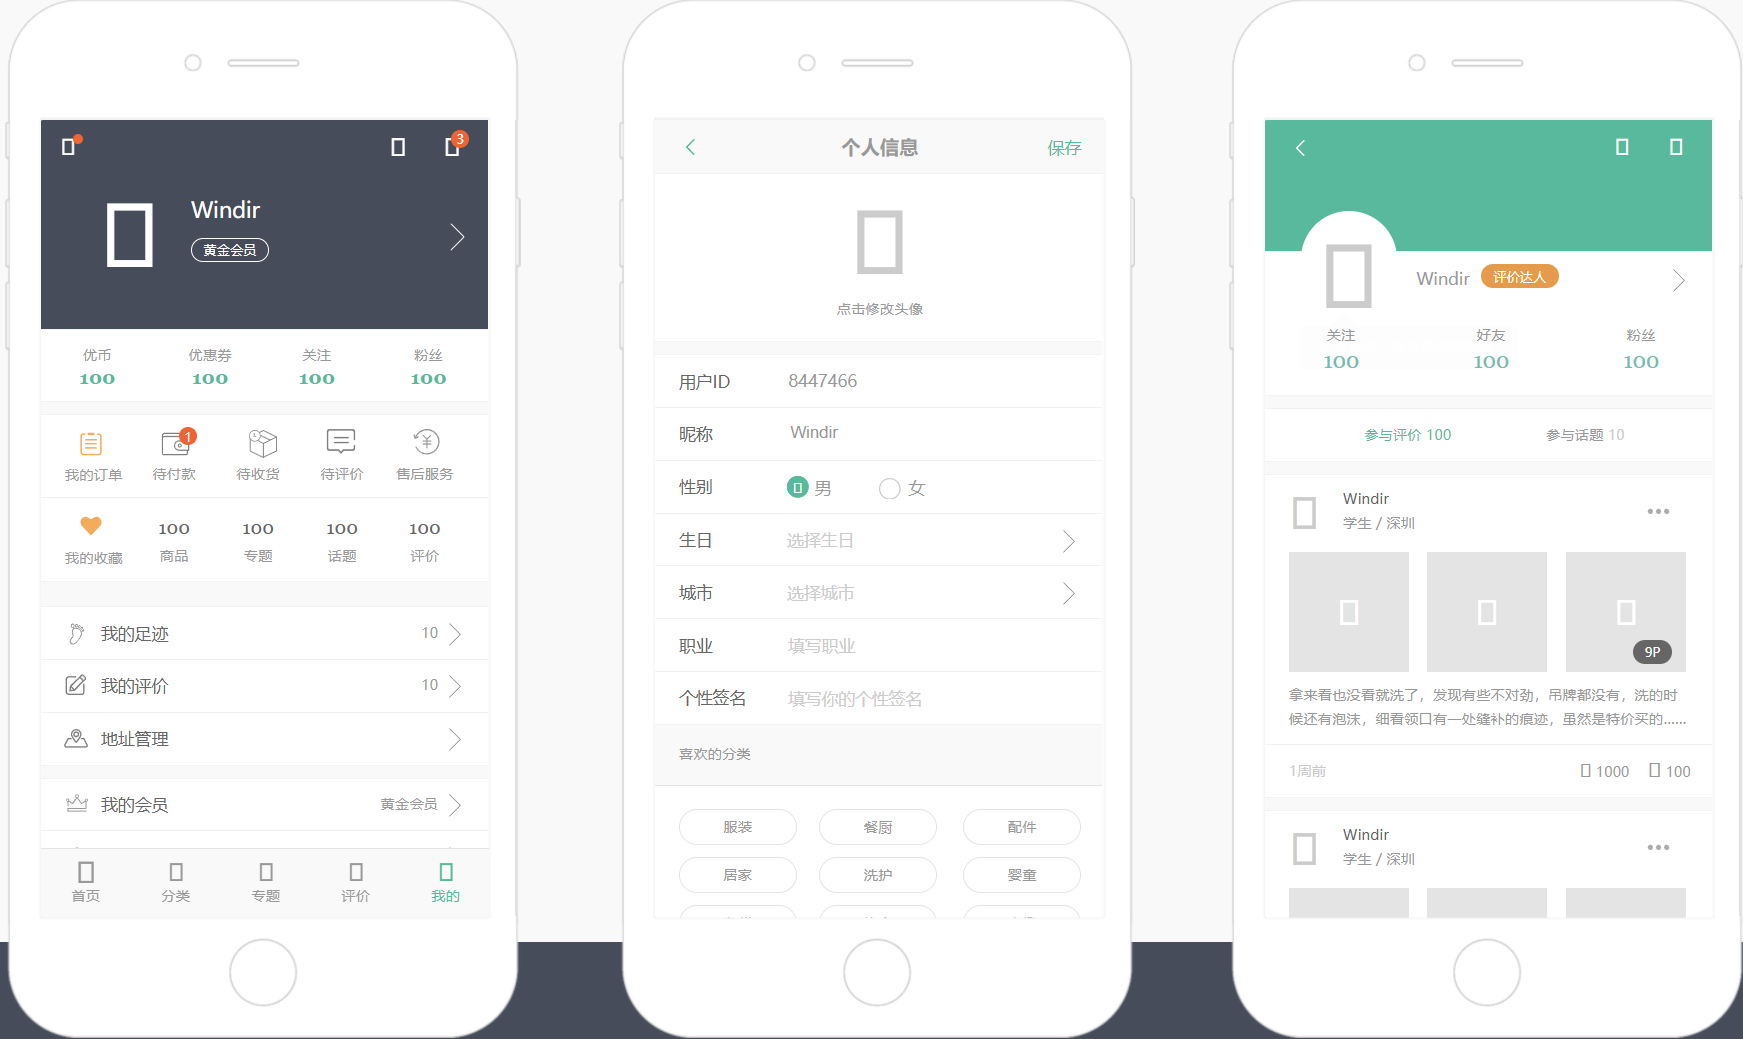 3
Windir
黄金会员
优币 优惠券 关注 粉丝
100 100 100 100
1
我的订单 待付款 待收货 待评价 售后服务
100 100 100 100
我的收藏 商品 专题 话题 评价
我的足迹 10
我的评价 10
地址管理
我的会员 黄金会员
首页 分类 专题 评价 我的
个人信息 保存
点击修改头像
用户ID 8447466
昵称 Windir
性别 男 女
生日 选择生日
城市 选择城市
职业 填写职业
个性签名 填写你的个性签名
喜欢的分类
服装 餐厨 配件
居家 洗护 婴童
Windir 评价达人
关注 好友 粉丝
100 100 100
参与评价 100 参与话题 10
Windir
学生 / 深圳
9P
拿来看也没看就洗了，发现有些不对劲，吊牌都没有，洗的时
候还有泡沫，细看领口有一处缝补的痕迹，虽然是特价买的......
1周前 1000 100
Windir
学生 / 深圳